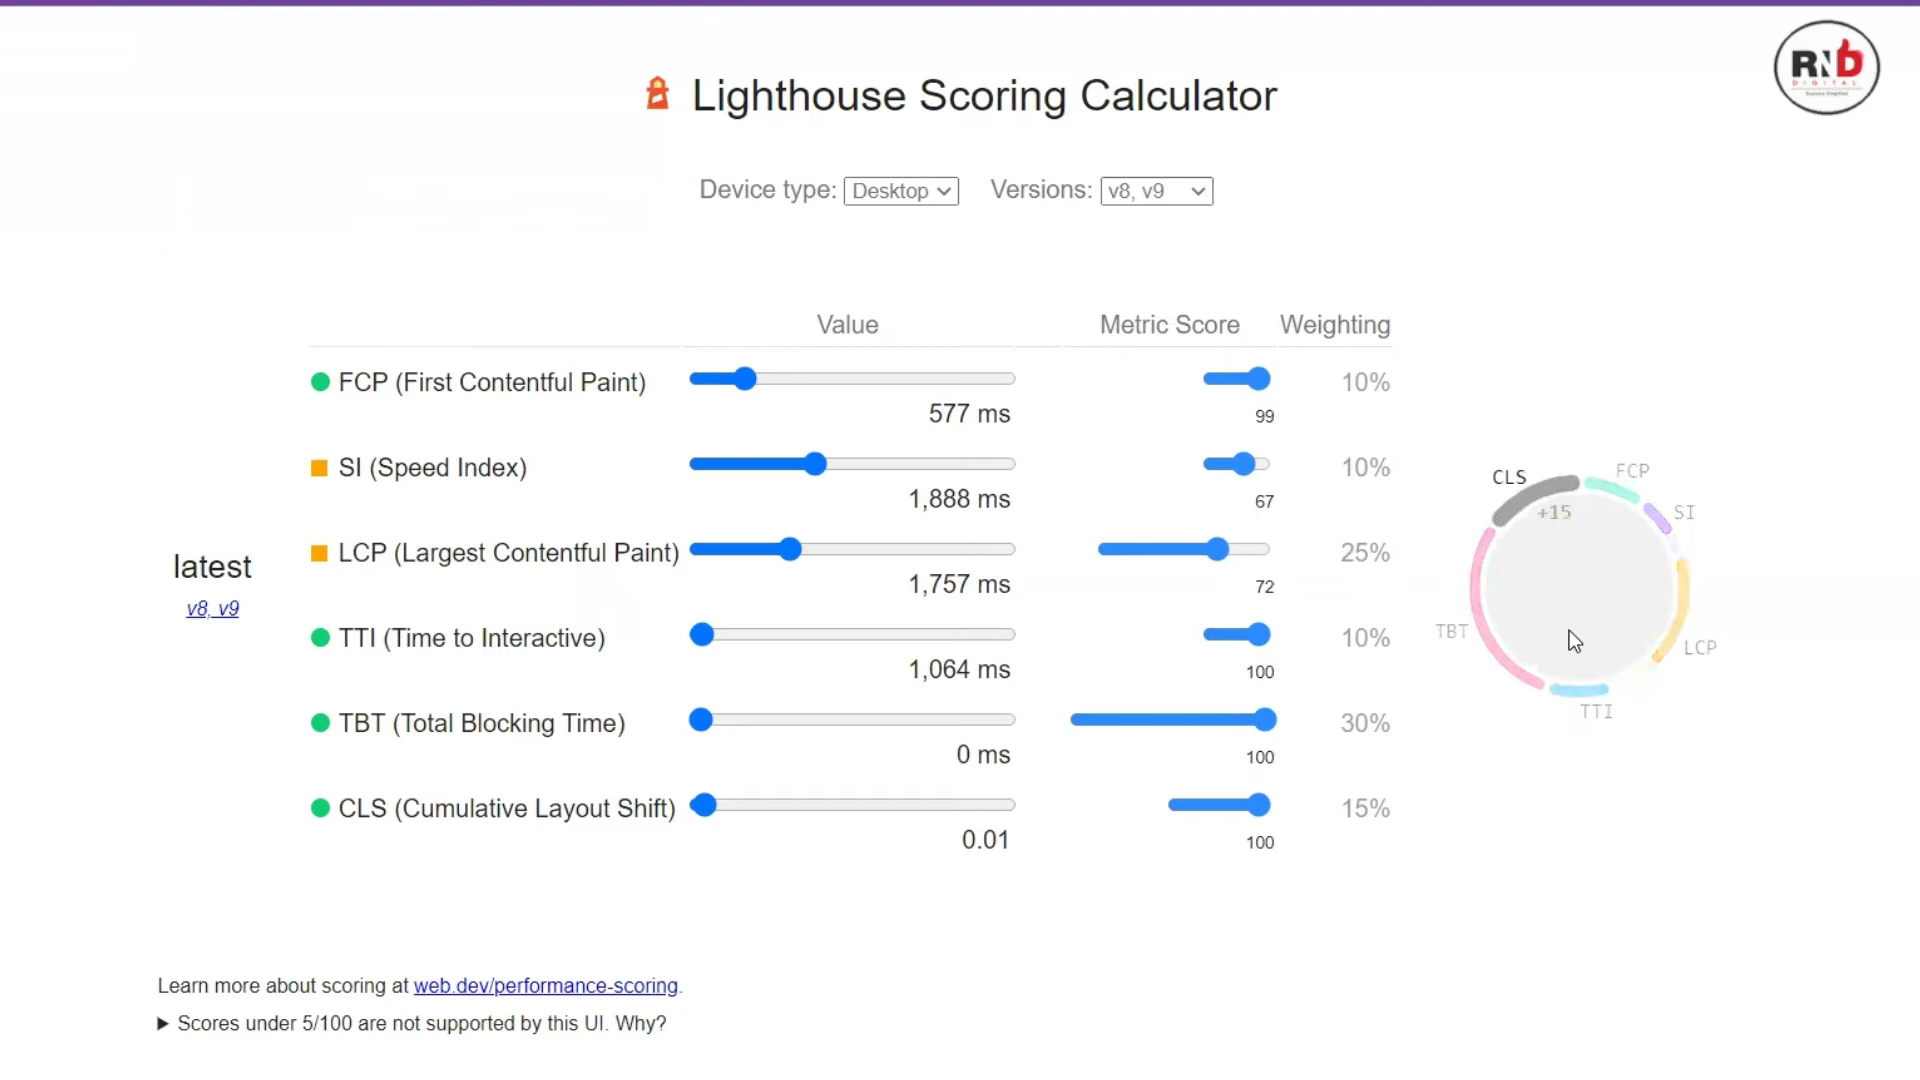 RND
DIGITAL
Lighthouse Scoring Calculator
Device type: Desktop Versions: v8, v9
Value Metric Score Weighting
FCP (First Contentful Paint) 10%
577 ms 99
SI (Speed Index) 10%
1,888 ms 67
LCP (Largest Contentful Paint) 25%
1,757 ms 72
latest
v8, v9
TTI (Time to Interactive) 10%
1,064 ms 100
TBT (Total Blocking Time) 30%
0 ms 100
CLS (Cumulative Layout Shift) 15%
0.01 100
CLS
FCP
+15
SI
TBT
LCP
TTI
Learn more about scoring at web.dev/performance-scoring.
Scores under 5/100 are not supported by this UI. Why?